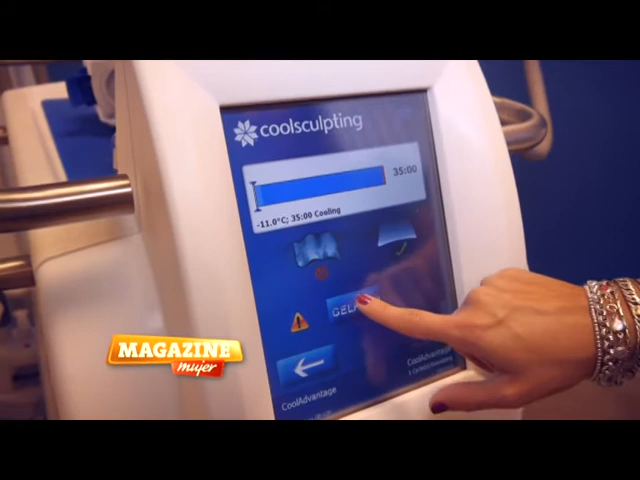 coolsculpting
35:00
-11.0°C; 35:00 Cooling
MAGAZINE
mujer
CoolAdvantage
CoolAdvantage